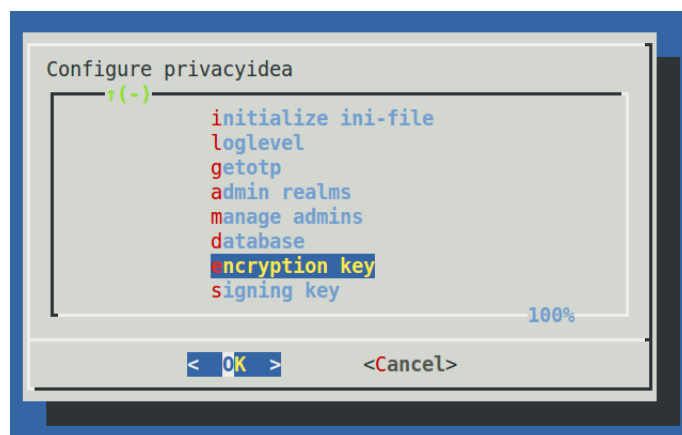 Configure privacyidea
↑(-)
initialize ini-file
loglevel
getotp
admin realms
manage admins
database
encryption key
signing key
100%
< OK > <Cancel>